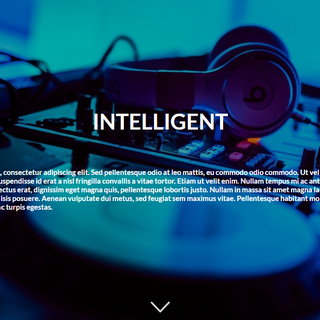 INTELLIGENT
, consectetur adipiscing elit. Sed pellentesque odio at leo mattis, eu commodo odio commodo. Ut vel
uspendisse id erat a nisl fringilla convallis a vitae tortor. Etiam ut velit enim. Nullam tempus mi ac ant
ectus erat, dignissim eget magna quis, pellentesque lobortis justo. Nullam in massa sit amet magna la
isis posuere. Aenean vulputate dui metus, sed feugiat sem maximus vitae. Pellentesque habitant mo
ac turpis egestas.